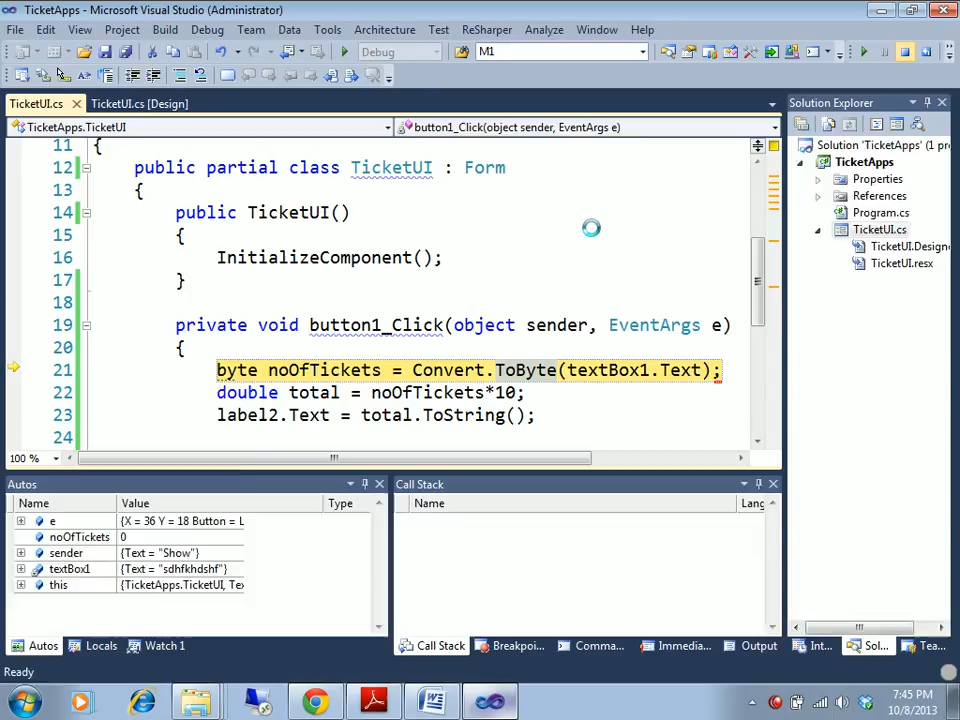 TicketApps - Microsoft Visual Studio (Administrator)
File Edit View Project Build Debug Team Data Tools Architecture Test ReSharper Analyze Window Help
Debug M1
TicketUI.cs TicketUI.cs [Design]
TicketApps.TicketUI button1_Click(object sender, EventArgs e)
11 {
12 public partial class TicketUI : Form
13 {
14 public TicketUI()
15 {
16 InitializeComponent();
17 }
18
19 private void button1_Click(object sender, EventArgs e)
20 {
21 byte noOfTickets = Convert.ToByte(textBox1.Text);
22 double total = noOfTickets*10;
23 label2.Text = total.ToString();
24
100 %
Solution Explorer
Solution 'TicketApps' (1 pr
TicketApps
Properties
References
Program.cs
TicketUI.cs
TicketUI.Designe
TicketUI.resx
Autos
Name Value Type
e {X = 36 Y = 18 Button = L
noOfTickets 0
sender {Text = "Show"}
textBox1 {Text = "sdhfkhdshf"}
this {TicketApps.TicketUI, Tex
Autos Locals Watch 1
Call Stack
Name Lang
Call Stack Breakpoin... Comma... Immedia... Output
Int... Sol... Tea...
Ready
7:45 PM
10/8/2013